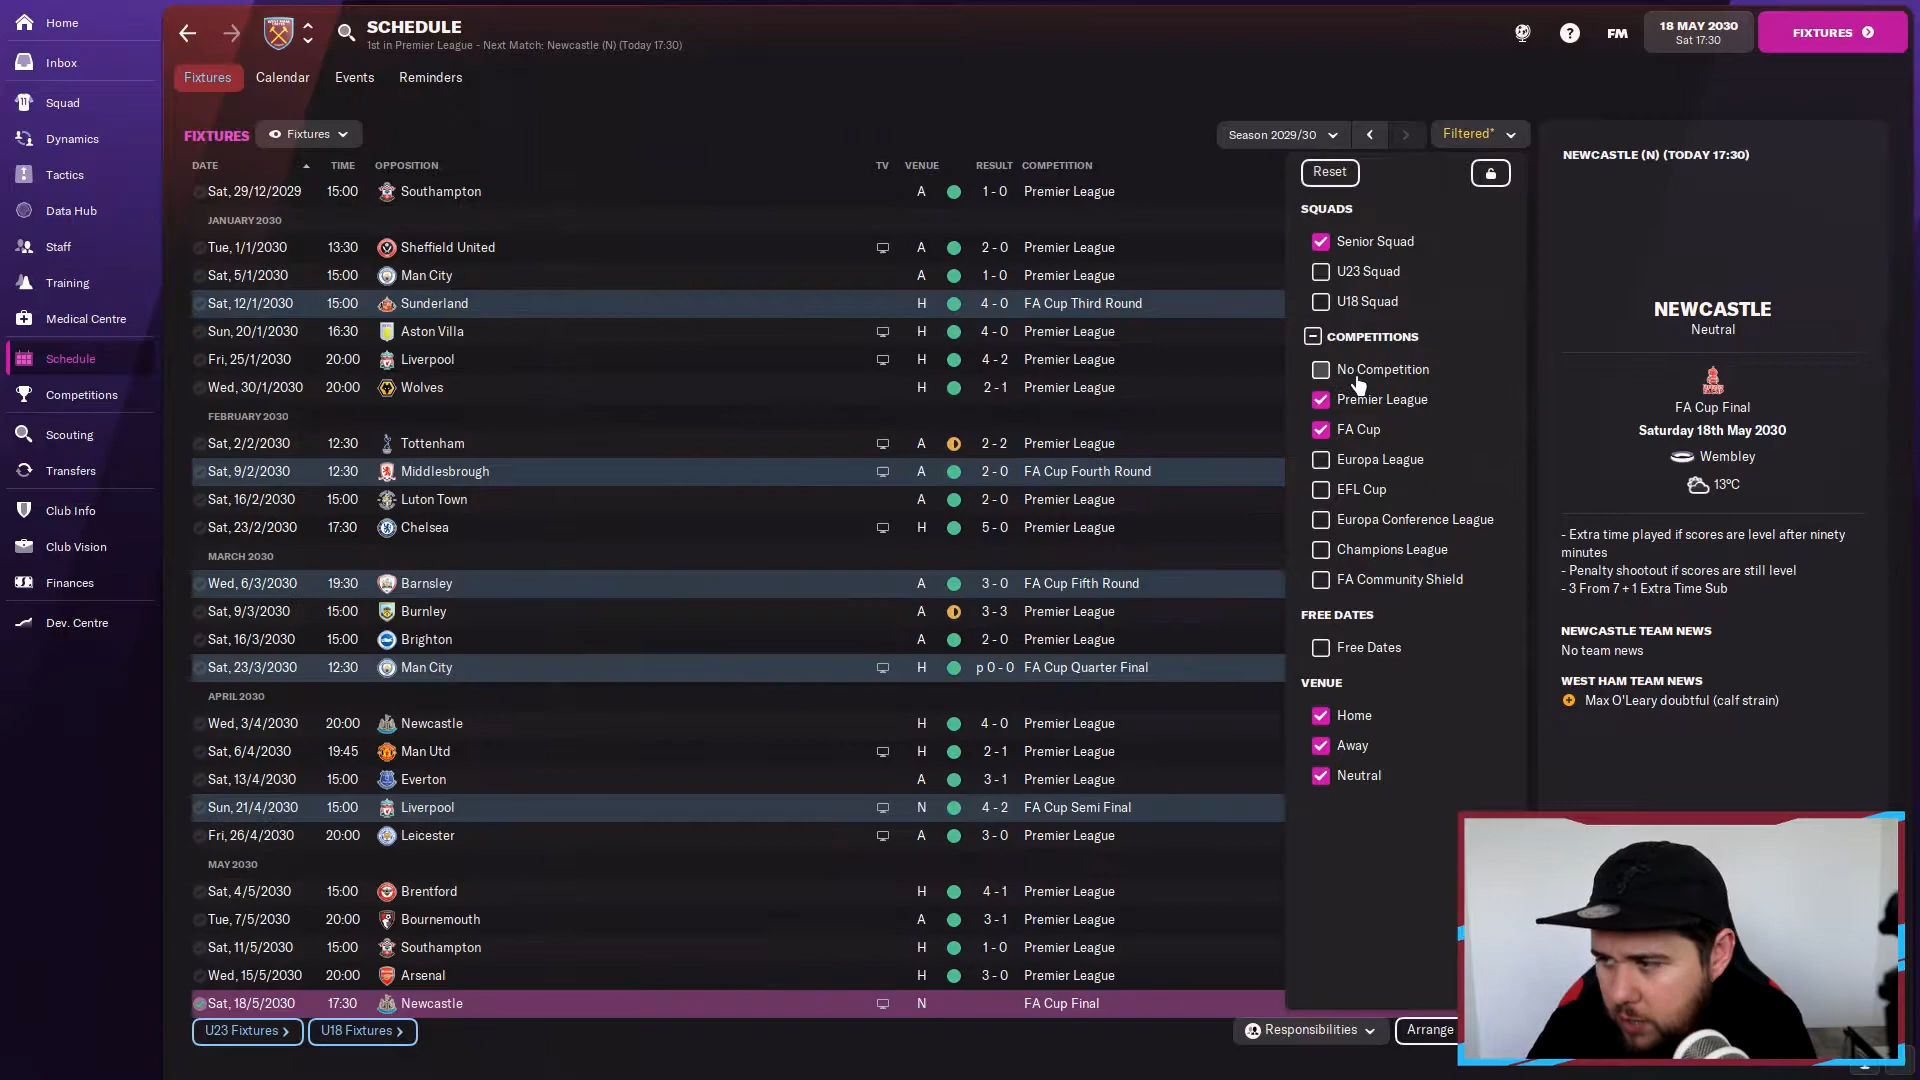 Home
Inbox
Squad
Dynamics
Tactics
Data Hub
Staff
Training
Medical Centre
Schedule
Competitions
Scouting
Transfers
Club Info
Club Vision
Finances
Dev. Centre
SCHEDULE
1st in Premier League - Next Match: Newcastle (N) (Today 17:30)
? FM 18 MAY 2030 FIXTURES
Sat 17:30
Fixtures Calendar Events Reminders
FIXTURES Fixtures Season 2029/30 Filtered*
DATE TIME OPPOSITION TV VENUE RESULT COMPETITION
Sat, 29/12/2029 15:00 Southampton A 1 - 0 Premier League
JANUARY 2030
Tue, 1/1/2030 13:30 Sheffield United A 2 - 0 Premier League
Sat, 5/1/2030 15:00 Man City A 1 - 0 Premier League
Sat, 12/1/2030 15:00 Sunderland H 4 - 0 FA Cup Third Round
Sun, 20/1/2030 16:30 Aston Villa H 4 - 0 Premier League
Fri, 25/1/2030 20:00 Liverpool H 4 - 2 Premier League
Wed, 30/1/2030 20:00 Wolves H 2 - 1 Premier League
FEBRUARY 2030
Sat, 2/2/2030 12:30 Tottenham A 2 - 2 Premier League
Sat, 9/2/2030 12:30 Middlesbrough A 2 - 0 FA Cup Fourth Round
Sat, 16/2/2030 15:00 Luton Town A 2 - 0 Premier League
Sat, 23/2/2030 17:30 Chelsea H 5 - 0 Premier League
MARCH 2030
Wed, 6/3/2030 19:30 Barnsley A 3 - 0 FA Cup Fifth Round
Sat, 9/3/2030 15:00 Burnley A 3 - 3 Premier League
Sat, 16/3/2030 15:00 Brighton A 2 - 0 Premier League
Sat, 23/3/2030 12:30 Man City H p 0 - 0 FA Cup Quarter Final
APRIL 2030
Wed, 3/4/2030 20:00 Newcastle H 4 - 0 Premier League
Sat, 6/4/2030 19:45 Man Utd H 2 - 1 Premier League
Sat, 13/4/2030 15:00 Everton A 3 - 1 Premier League
Sun, 21/4/2030 15:00 Liverpool N 4 - 2 FA Cup Semi Final
Fri, 26/4/2030 20:00 Leicester A 3 - 0 Premier League
MAY 2030
Sat, 4/5/2030 15:00 Brentford H 4 - 1 Premier League
Tue, 7/5/2030 20:00 Bournemouth A 3 - 1 Premier League
Sat, 11/5/2030 15:00 Southampton H 1 - 0 Premier League
Wed, 15/5/2030 20:00 Arsenal H 3 - 0 Premier League
Sat, 18/5/2030 17:30 Newcastle N FA Cup Final
U23 Fixtures U18 Fixtures Responsibilities Arrange
Reset
SQUADS
Senior Squad
U23 Squad
U18 Squad
COMPETITIONS
No Competition
Premier League
FA Cup
Europa League
EFL Cup
Europa Conference League
Champions League
FA Community Shield
FREE DATES
Free Dates
VENUE
Home
Away
Neutral
NEWCASTLE (N) (TODAY 17:30)
NEWCASTLE
Neutral
FA Cup Final
Saturday 18th May 2030
Wembley
13ºC
- Extra time played if scores are level after ninety
minutes
- Penalty shootout if scores are still level
- 3 From 7 + 1 Extra Time Sub
NEWCASTLE TEAM NEWS
No team news
WEST HAM TEAM NEWS
Max O'Leary doubtful (calf strain)